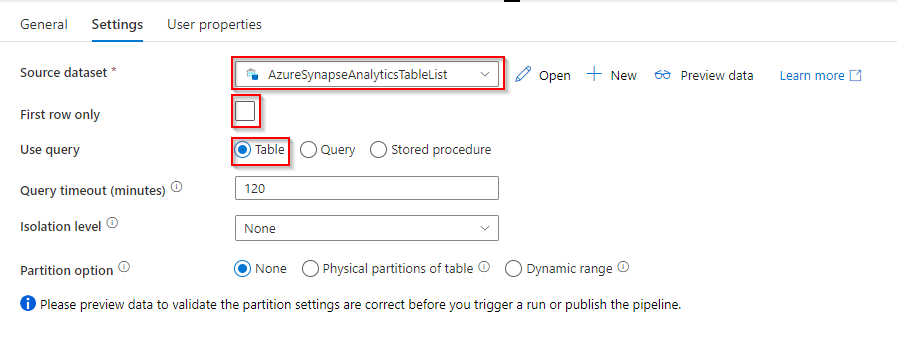 General Settings User properties
Source dataset * AzureSynapseAnalyticsTableList Open New Preview data Learn more
First row only
Use query Table Query Stored procedure
Query timeout (minutes) 120
Isolation level None
Partition option None Physical partitions of table Dynamic range
Please preview data to validate the partition settings are correct before you trigger a run or publish the pipeline.